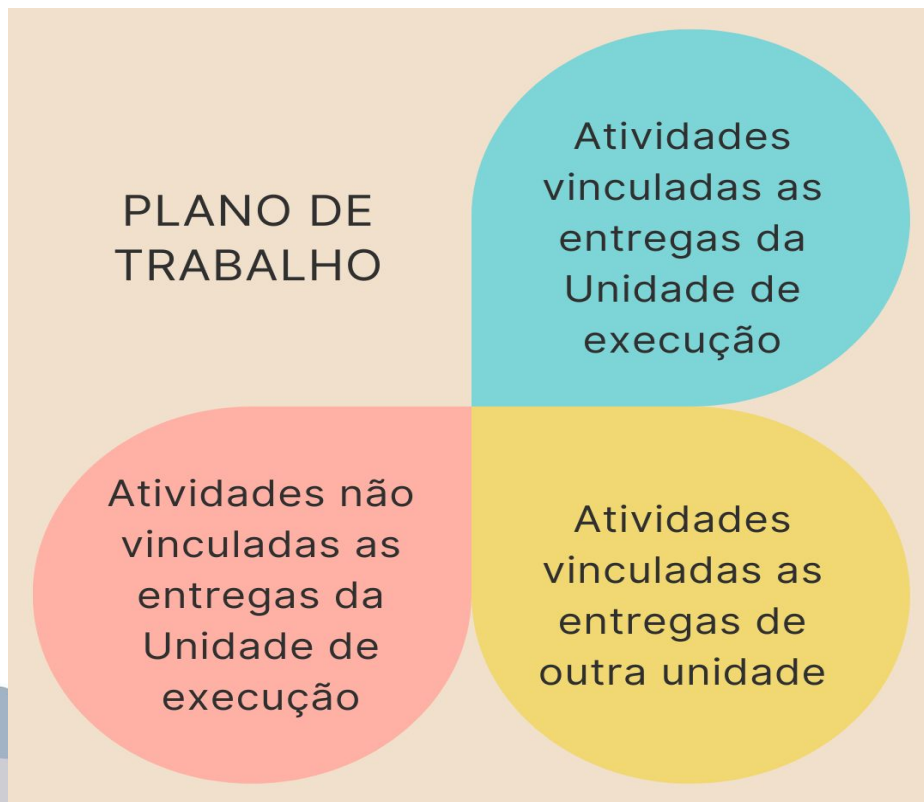 PLANO DE
TRABALHO
Atividades
vinculadas as
entregas da
Unidade de
execução
Atividades não
vinculadas as
entregas da
Unidade de
execução
Atividades
vinculadas as
entregas de
outra unidade